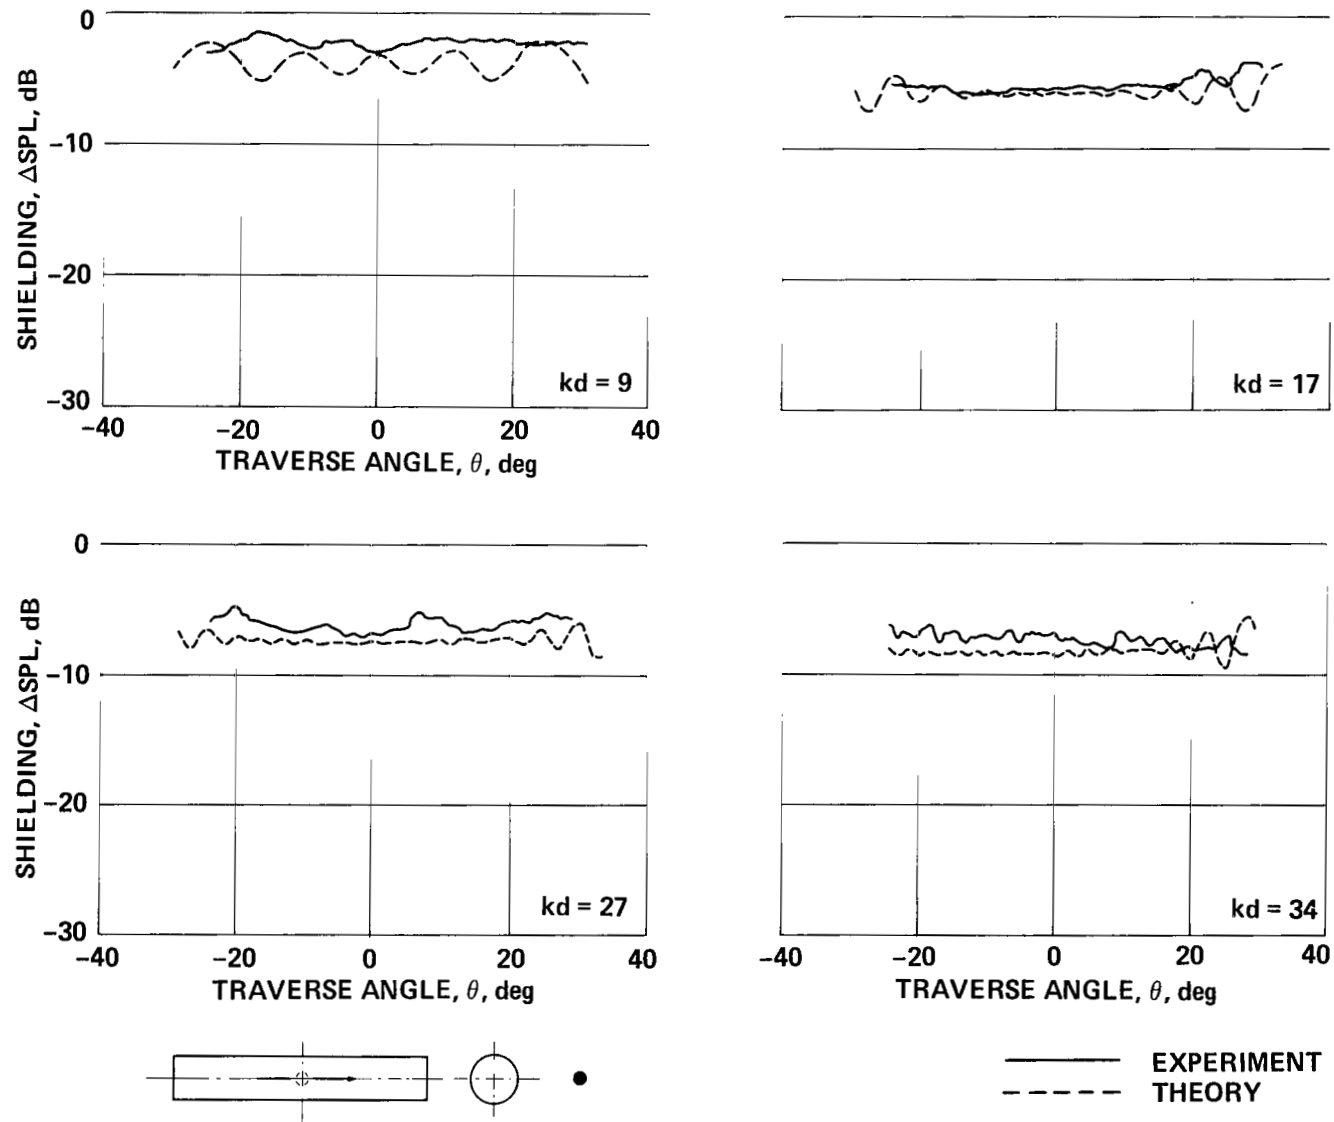 0
−10
−20
−30
SHIELDING, ΔSPL, dB
kd = 9
−40 −20 0 20 40
TRAVERSE ANGLE, θ, deg
kd = 17
0
−10
−20
−30
SHIELDING, ΔSPL, dB
kd = 27
−40 −20 0 20 40
TRAVERSE ANGLE, θ, deg
kd = 34
−40 −20 0 20 40
TRAVERSE ANGLE, θ, deg
EXPERIMENT
THEORY